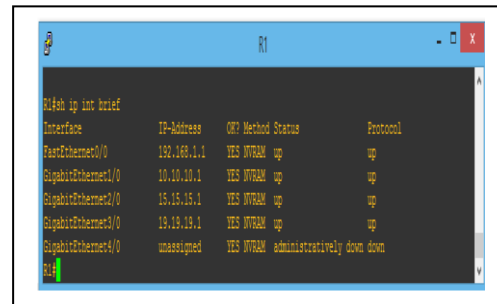 R1
R1#sh ip int brief
Interface IP-Address OK? Method Status Protocol
FastEthernet0/0 192.168.1.1 YES NVRAM up up
GigabitEthernet1/0 10.10.10.1 YES NVRAM up up
GigabitEthernet2/0 15.15.15.1 YES NVRAM up up
GigabitEthernet3/0 19.19.19.1 YES NVRAM up up
GigabitEthernet4/0 unassigned YES NVRAM administratively down down
R1#